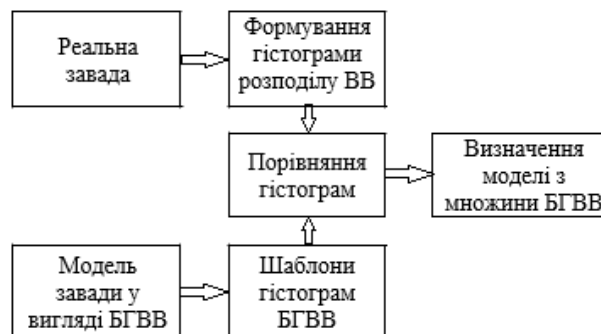 Реальна
завада
Формування
гістограми
розподілу ВВ
Порівняння
гістограм
Визначення
моделі з
множини БГВВ
Модель
завади у
вигляді БГВВ
Шаблони
гістограм
БГВВ